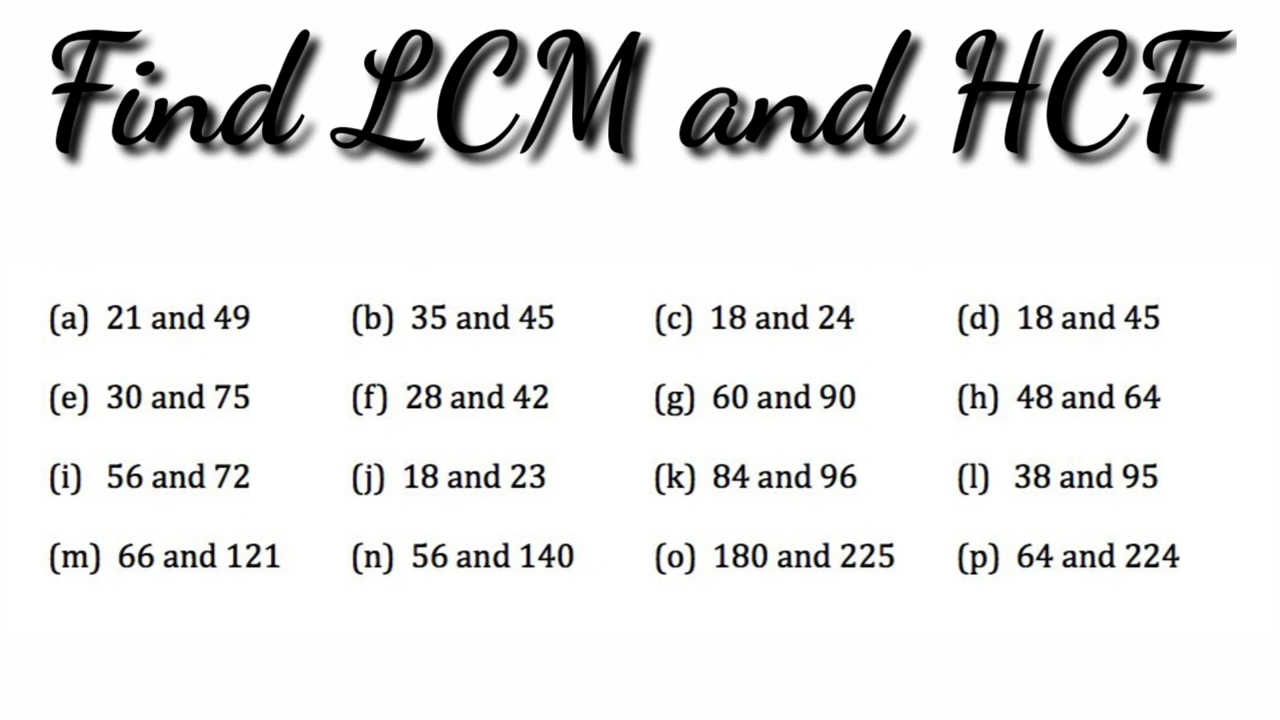 Find LCM and HCF
(a) 21 and 49 (b) 35 and 45 (c) 18 and 24 (d) 18 and 45
(e) 30 and 75 (f) 28 and 42 (g) 60 and 90 (h) 48 and 64
(i) 56 and 72 (j) 18 and 23 (k) 84 and 96 (l) 38 and 95
(m) 66 and 121 (n) 56 and 140 (o) 180 and 225 (p) 64 and 224